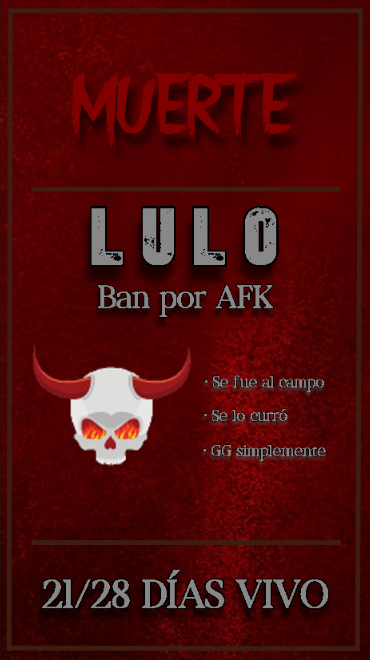 MUERTE
LULO
Ban por AFK
· Se fue al campo
· Se lo curró
· GG simplemente
21/28 DÍAS VIVO